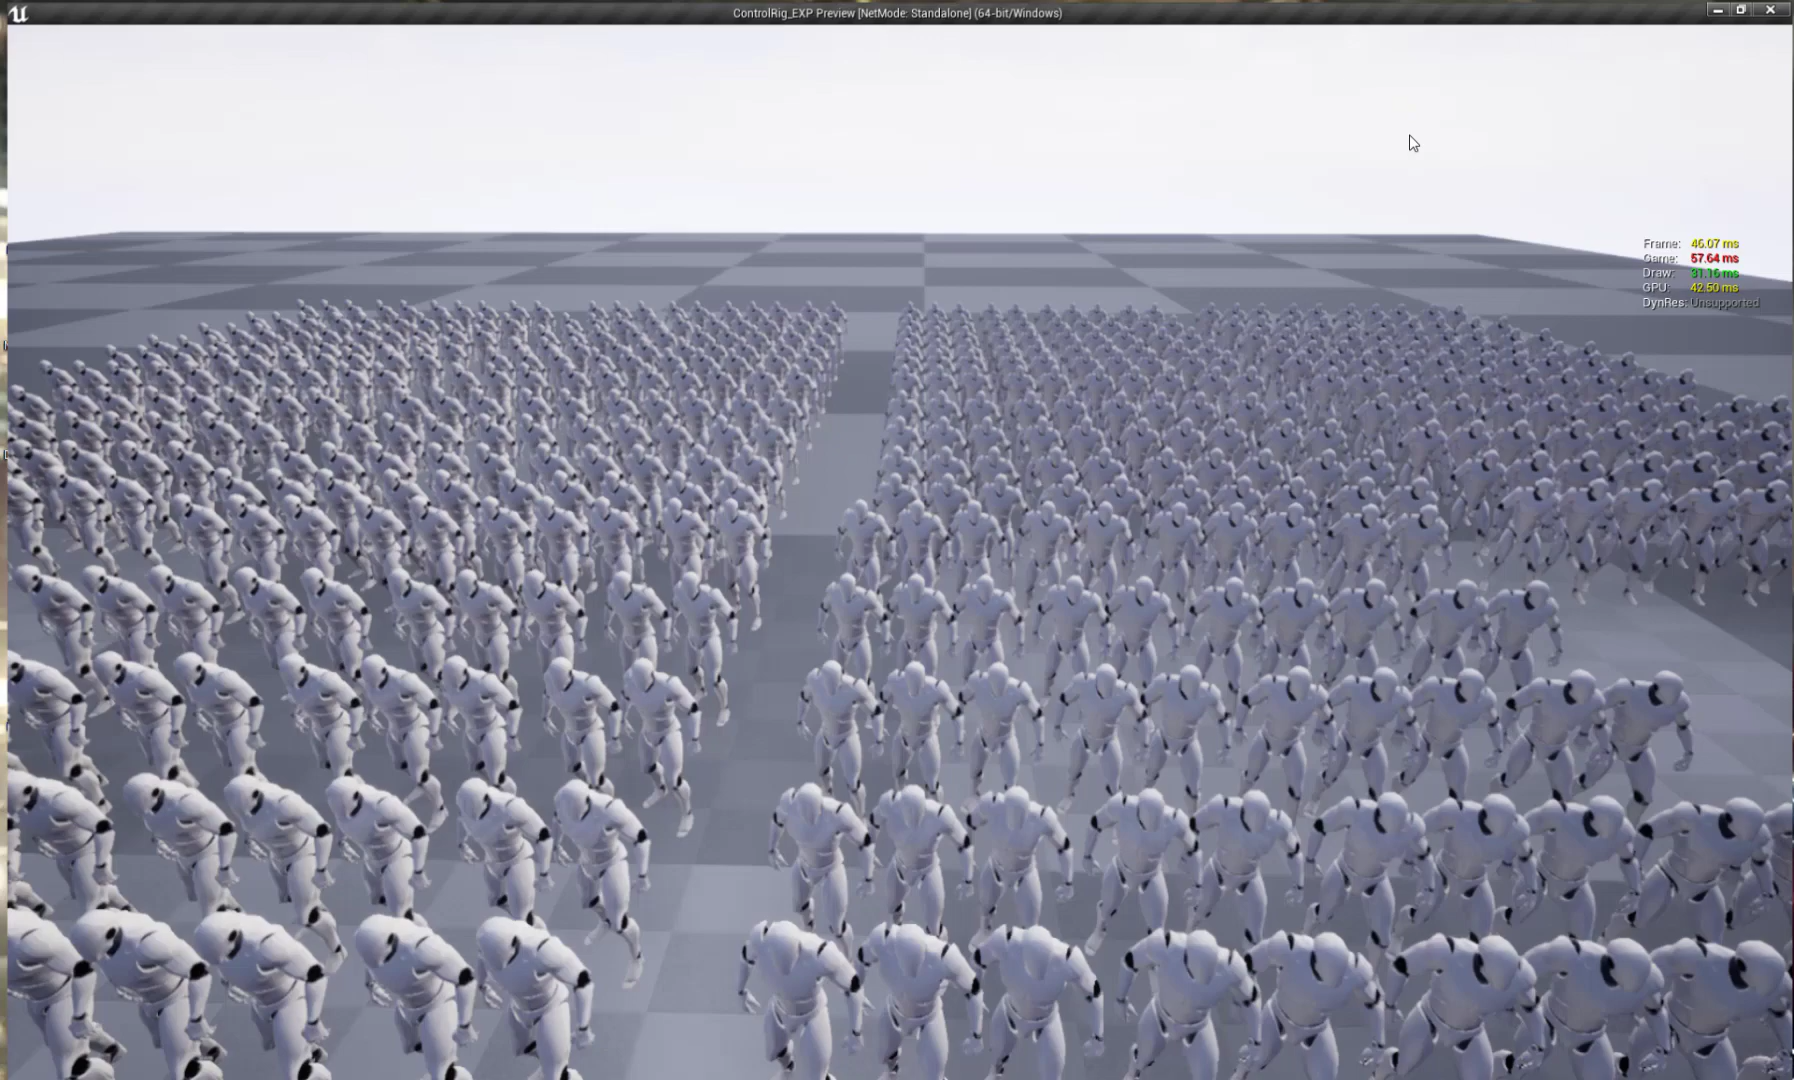 ControlRig_EXP Preview [NetMode: Standalone] (64-bit/Windows)
Frame: 46.07 ms
Game: 57.64 ms
Draw: 31.16 ms
GPU: 42.50 ms
DynRes: Unsupported